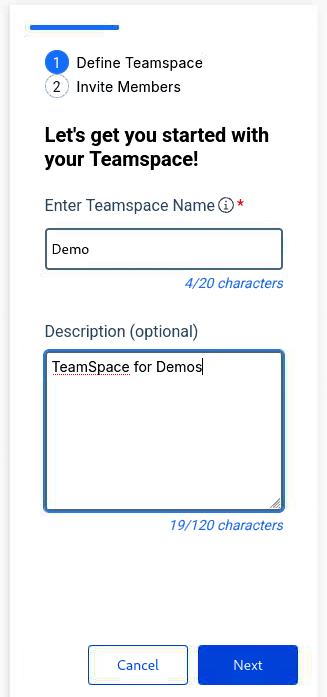 1 Define Teamspace
2 Invite Members
Let's get you started with
your Teamspace!
Enter Teamspace Name ⓘ *
Demo
4/20 characters
Description (optional)
TeamSpace for Demos
19/120 characters
Cancel Next